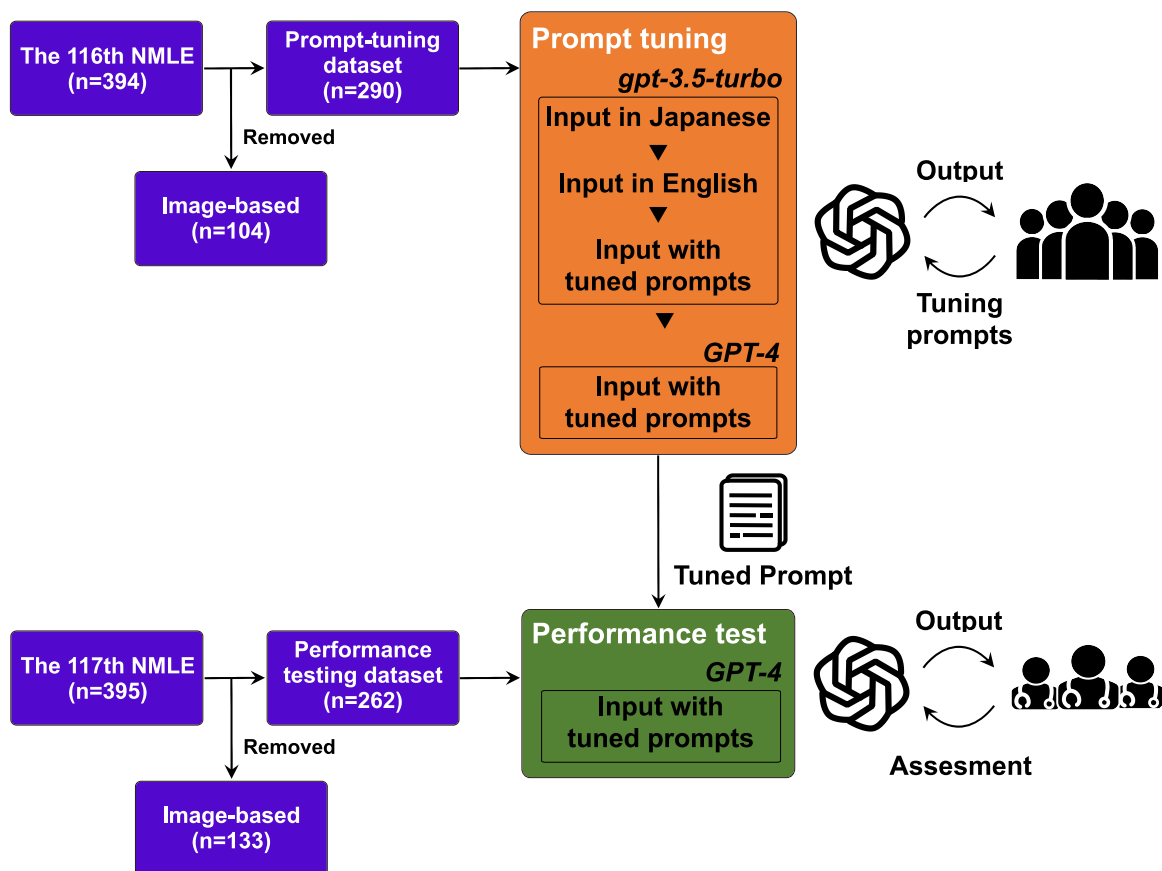 The 116th NMLE
(n=394)
Prompt-tuning
dataset
(n=290)
Removed
Image-based
(n=104)
Prompt tuning
gpt-3.5-turbo
Input in Japanese
Input in English
Input with
tuned prompts
GPT-4
Input with
tuned prompts
Output
Tuning
prompts
Tuned Prompt
The 117th NMLE
(n=395)
Performance
testing dataset
(n=262)
Removed
Image-based
(n=133)
Performance test
GPT-4
Input with
tuned prompts
Output
Assesment